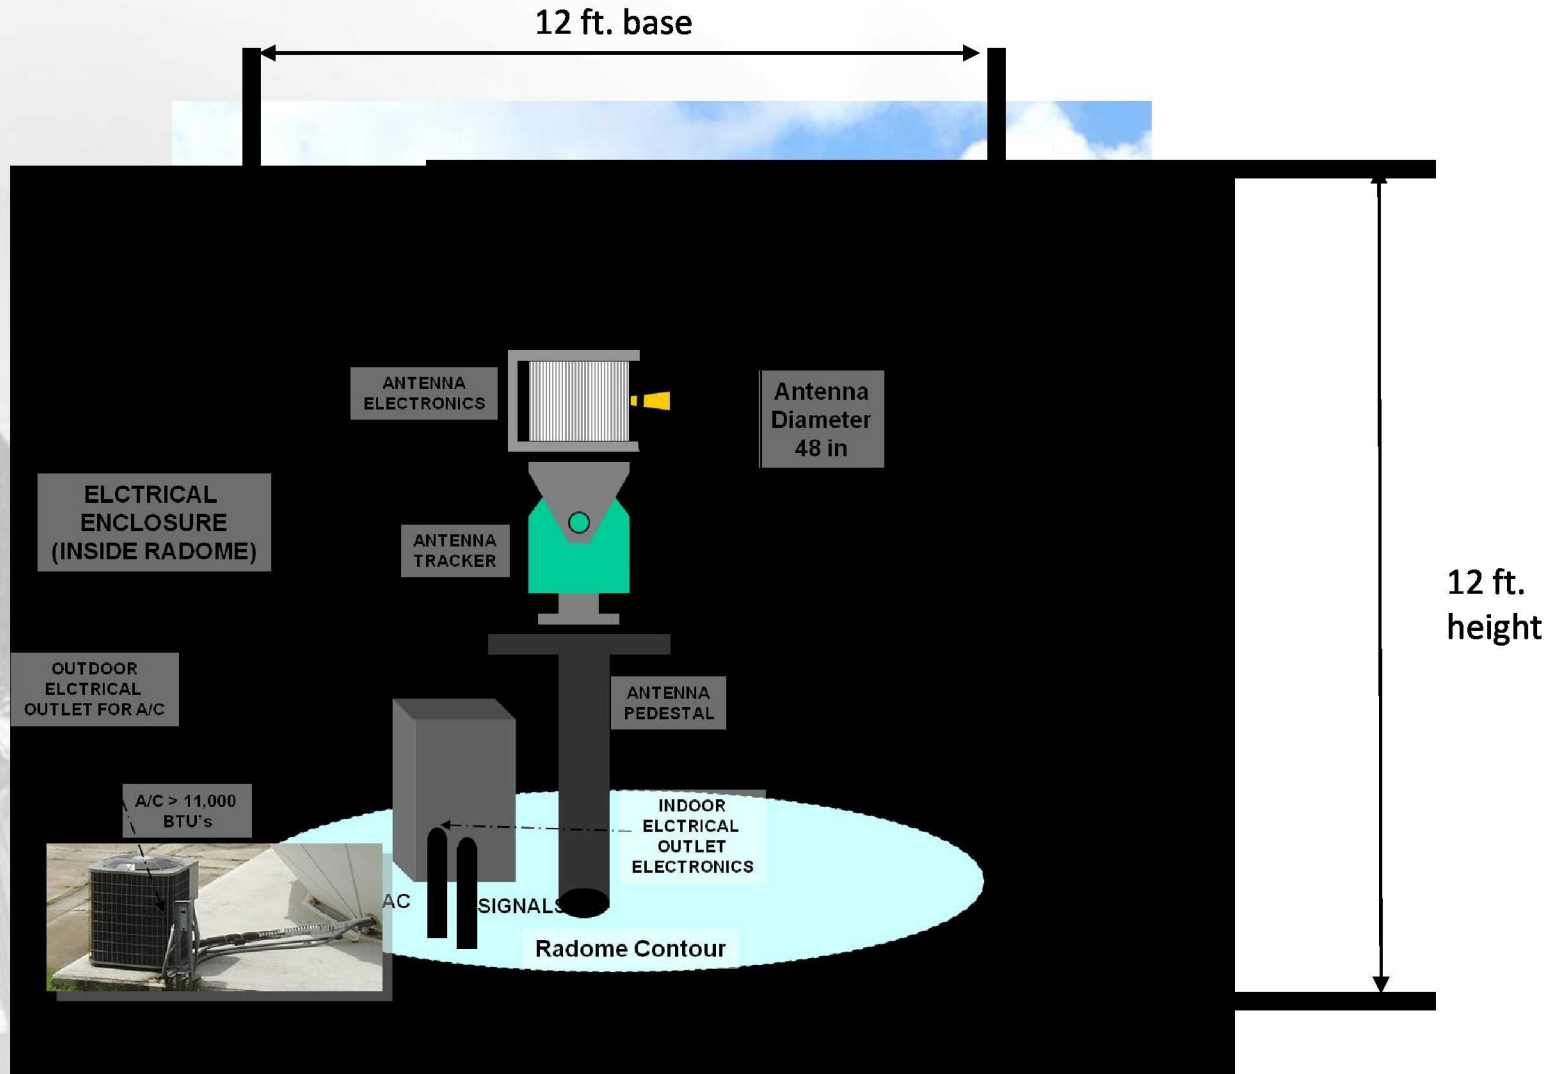 12 ft. base
ANTENNA
ELECTRONICS
Antenna
Diameter
48 in
ELCTRICAL
ENCLOSURE
(INSIDE RADOME)
ANTENNA
TRACKER
12 ft.
height
OUTDOOR
ELCTRICAL
OUTLET FOR A/C
ANTENNA
PEDESTAL
A/C > 11,000
BTU's
INDOOR
ELCTRICAL
OUTLET
ELECTRONICS
AC
SIGNALS
Radome Contour